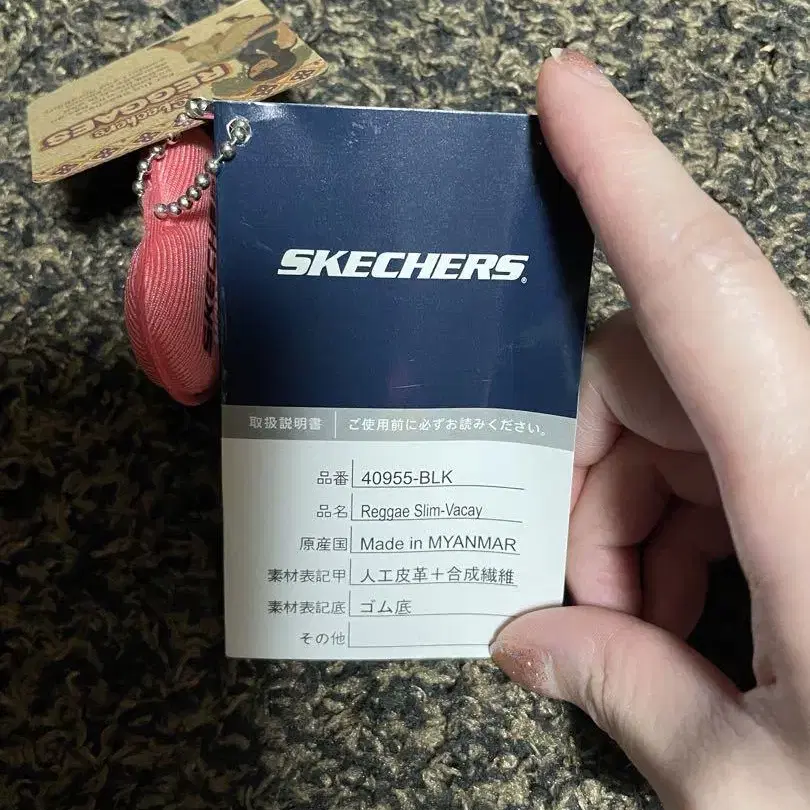 Skechers
REGGAES
SKECHERS
SKECHERS®
取扱説明書 ご使用前に必ずお読みください。
品番 40955-BLK
品名 Reggae Slim-Vacay
原産国 Made in MYANMAR
素材表記甲 人工皮革＋合成繊維
素材表記底 ゴム底
その他